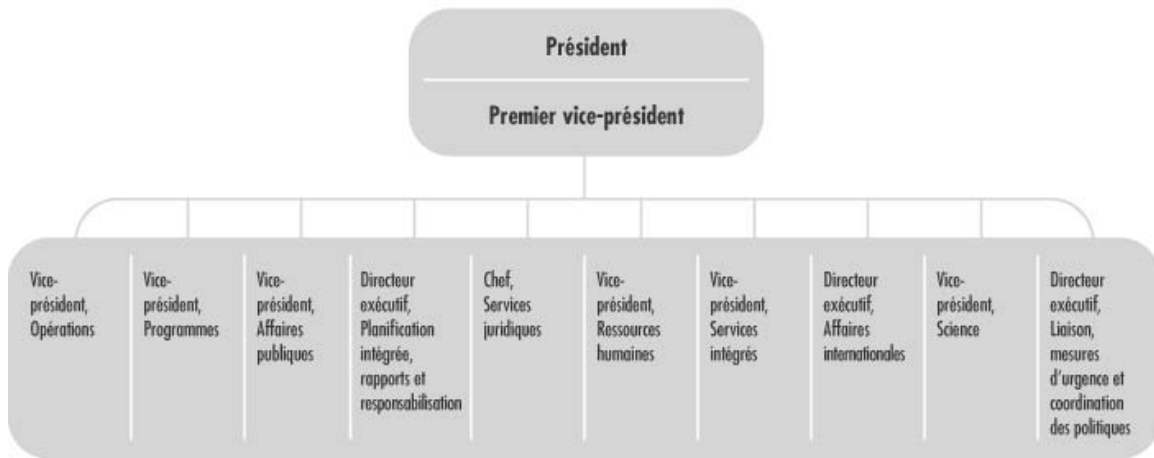 Président
Premier vice-président
Vice-
président,
Opérations
Vice-
président,
Programmes
Vice-
président,
Affaires
publiques
Directeur
exécutif,
Planification
intégrée,
rapports et
responsabilisation
Chef,
Services
juridiques
Vice-
président,
Ressources
humaines
Vice-
président,
Services
intégrés
Directeur
exécutif,
Affaires
internationales
Vice-
président,
Science
Directeur
exécutif,
Liaison,
mesures
d'urgence et
coordination
des politiques